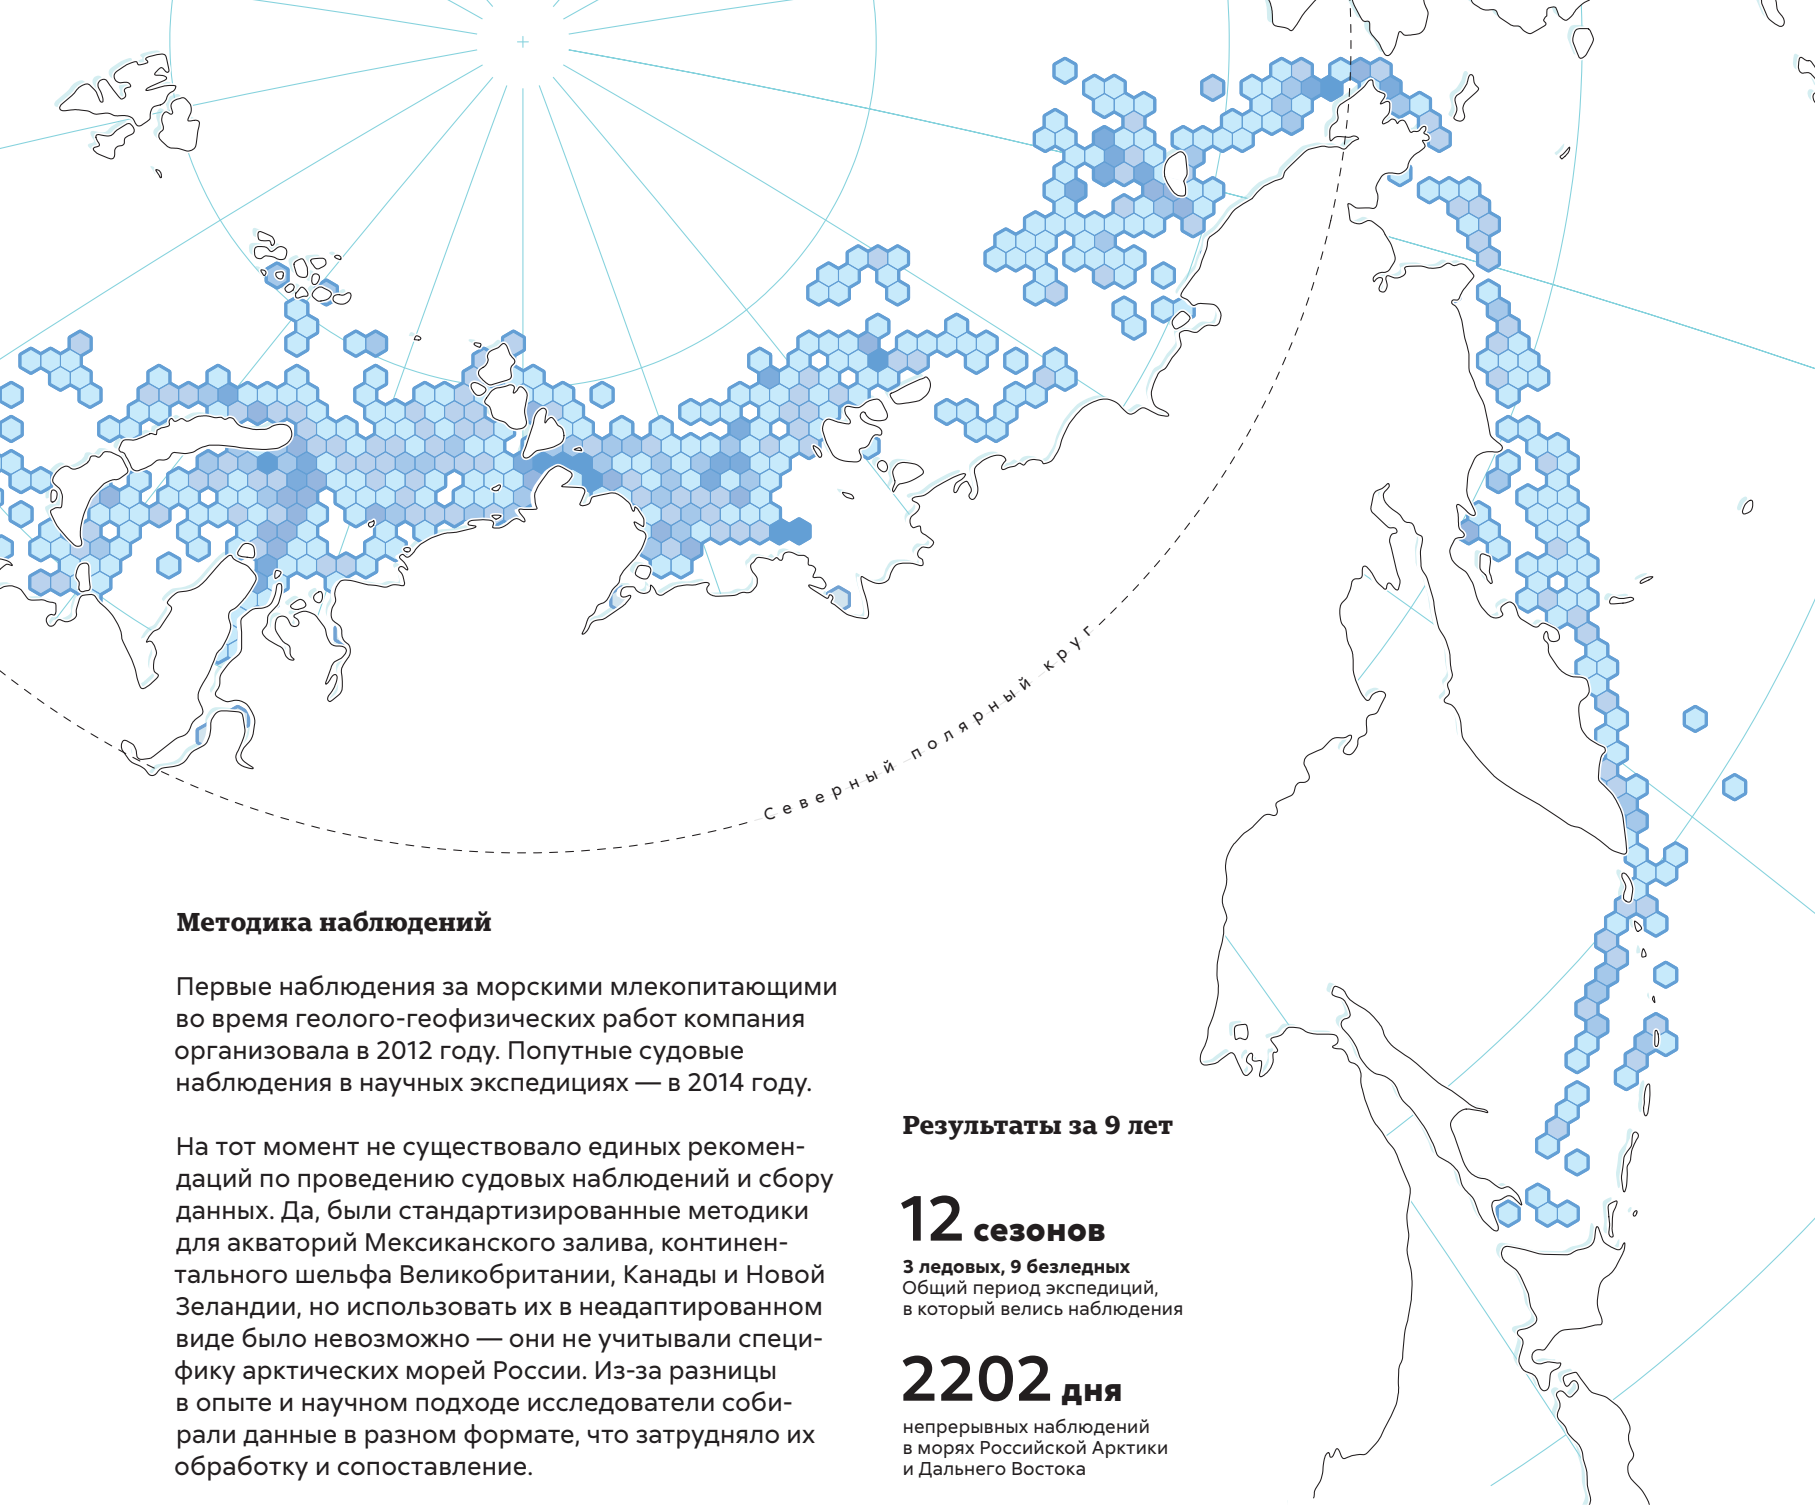 Северный полярный круг
Методика наблюдений
Первые наблюдения за морскими млекопитающими
во время геолого-геофизических работ компания
организовала в 2012 году. Попутные судовые
наблюдения в научных экспедициях — в 2014 году.
На тот момент не существовало единых рекомен-
даций по проведению судовых наблюдений и сбору
данных. Да, были стандартизированные методики
для акваторий Мексиканского залива, континен-
тального шельфа Великобритании, Канады и Новой
Зеландии, но использовать их в неадаптированном
виде было невозможно — они не учитывали специ-
фику арктических морей России. Из-за разницы
в опыте и научном подходе исследователи соби-
рали данные в разном формате, что затрудняло их
обработку и сопоставление.
Результаты за 9 лет
12 сезонов
3 ледовых, 9 безледных
Общий период экспедиций,
в который велись наблюдения
2202 дня
непрерывных наблюдений
в морях Российской Арктики
и Дальнего Востока